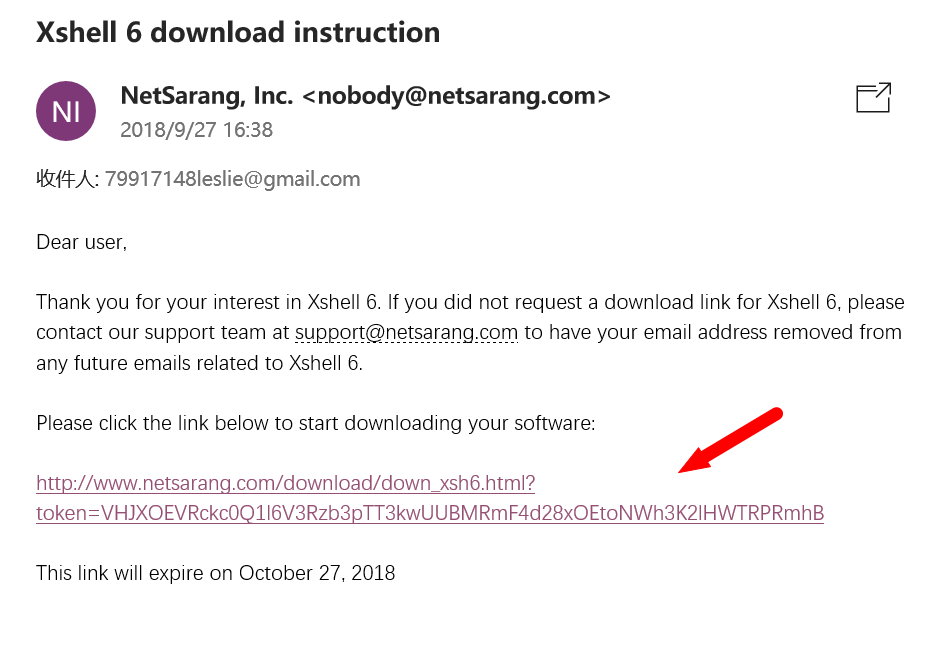 Xshell 6 download instruction
NI
NetSarang, Inc. <nobody@netsarang.com>
2018/9/27 16:38
收件人: 79917148leslie@gmail.com
Dear user,
Thank you for your interest in Xshell 6. If you did not request a download link for Xshell 6, please
contact our support team at support@netsarang.com to have your email address removed from
any future emails related to Xshell 6.
Please click the link below to start downloading your software:
http://www.netsarang.com/download/down_xsh6.html?
token=VHJXOEVRckc0Q1l6V3Rzb3pTT3kwUUBMRmF4d28xOEtoNWh3K2lHWTRPRmhB
This link will expire on October 27, 2018